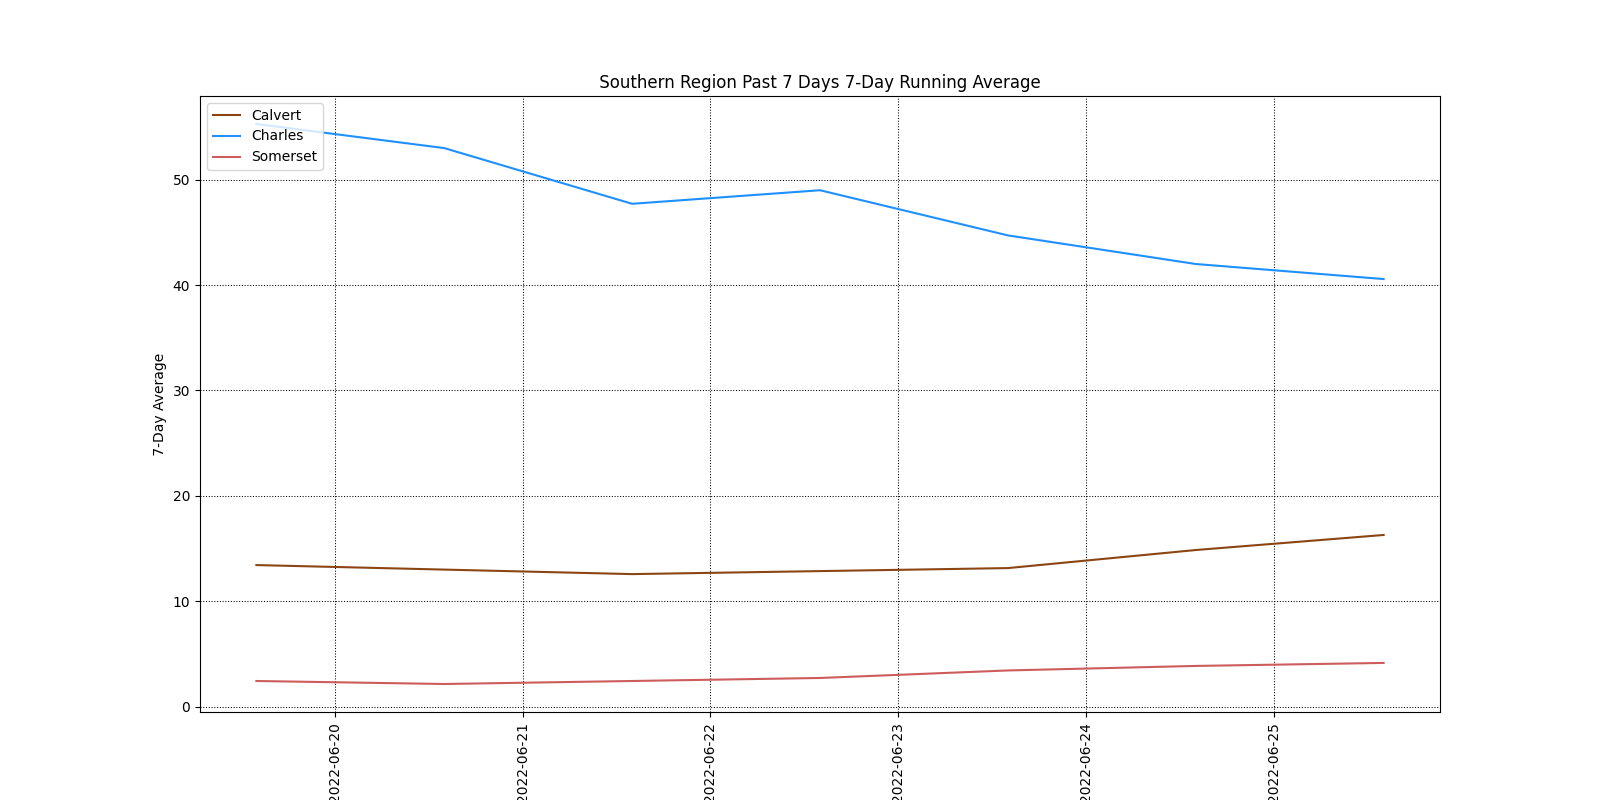 Southern Region Past 7 Days 7-Day Running Average
Calvert
Charles
Somerset
7-Day Average
50
40
30
20
10
0
2022-06-20
2022-06-21
2022-06-22
2022-06-23
2022-06-24
2022-06-25